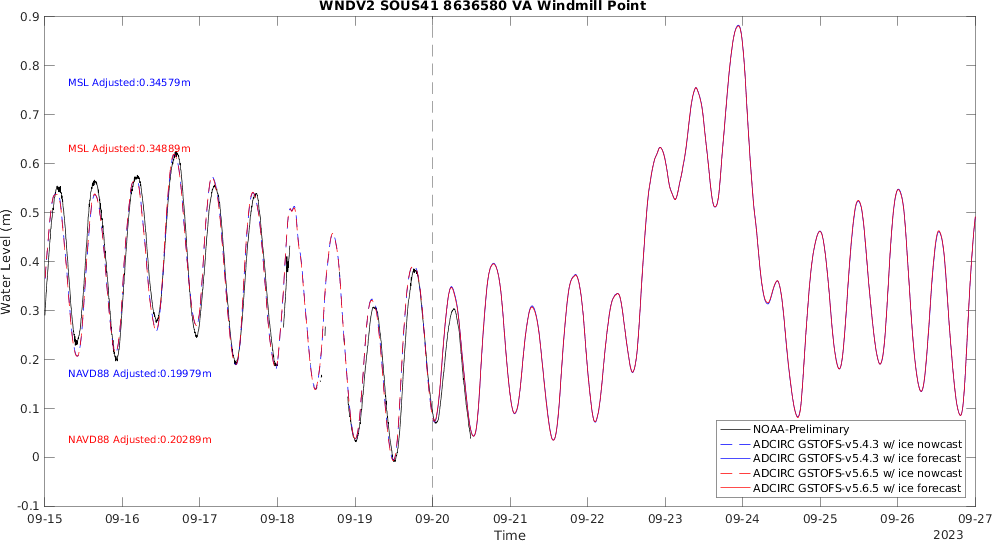 WNDV2 SOUS41 8636580 VA Windmill Point
0.9
0.8
0.7
0.6
0.5
0.4
0.3
0.2
0.1
0
-0.1
Water Level (m)
MSL Adjusted:0.34579m
MSL Adjusted:0.34889m
NAVD88 Adjusted:0.19979m
NAVD88 Adjusted:0.20289m
NOAA-Preliminary
ADCIRC GSTOFS-v5.4.3 w/ ice nowcast
ADCIRC GSTOFS-v5.4.3 w/ ice forecast
ADCIRC GSTOFS-v5.6.5 w/ ice nowcast
ADCIRC GSTOFS-v5.6.5 w/ ice forecast
09-15 09-16 09-17 09-18 09-19 09-20 09-21 09-22 09-23 09-24 09-25 09-26 09-27
Time
2023